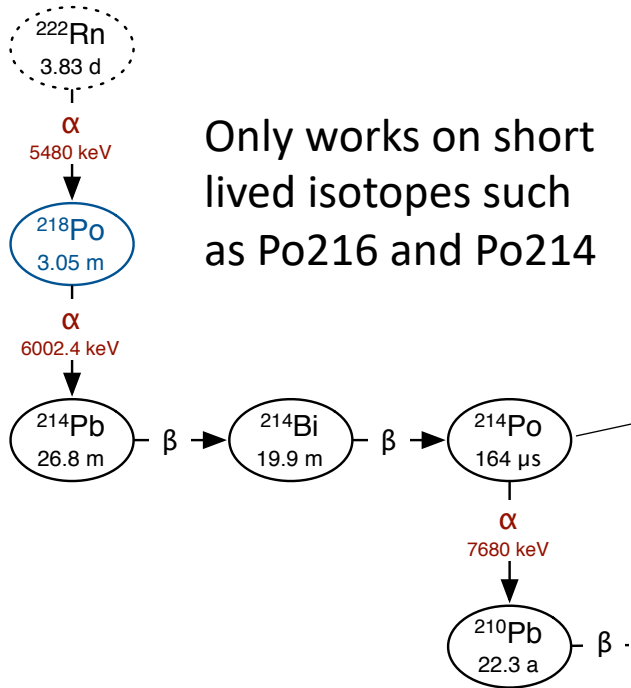 ²²²Rn
3.83 d
α
5480 keV
Only works on short
lived isotopes such
as Po216 and Po214
²¹⁸Po
3.05 m
α
6002.4 keV
²¹⁴Pb
26.8 m
β
²¹⁴Bi
19.9 m
β
²¹⁴Po
164 µs
α
7680 keV
²¹⁰Pb
22.3 a
β